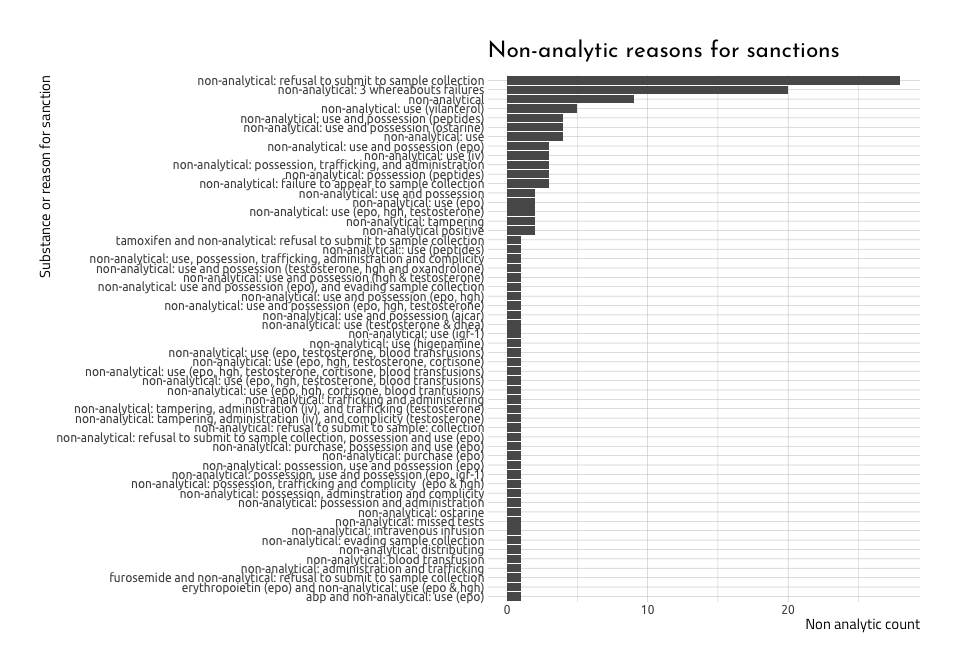 Non-analytic reasons for sanctions
Substance or reason for sanction
non-analytical: refusal to submit to sample collection
non-analytical: 3 whereabouts failures
non-analytical
non-analytical: use (vilanterol)
non-analytical: use and possession (peptides)
non-analytical: use and possession (ostarine)
non-analytical: use
non-analytical: use and possession (epo)
non-analytical: use (iv)
non-analytical: possession, trafficking, and administration
non-analytical: possession (peptides)
non-analytical: failure to appear to sample collection
non-analytical: use and possession
non-analytical: use (epo)
non-analytical: use (epo, hgh, testosterone)
non-analytical: tampering
non-analytical positive
tamoxifen and non-analytical: refusal to submit to sample collection
non-analytical:: use (peptides)
non-analytical: use, possession, trafficking, administration and complicity
non-analytical: use and possession (testosterone, hgh and oxandrolone)
non-analytical: use and possession (hgh & testosterone)
non-analytical: use and possession (epo), and evading sample collection
non-analytical: use and possession (epo, hgh)
non-analytical: use and possession (epo, hgh, testosterone)
non-analytical: use and possession (aicar)
non-analytical: use (testosterone & dhea)
non-analytical: use (igf-1)
non-analytical: use (higenamine)
non-analytical: use (epo, testosterone, blood transfusions)
non-analytical: use (epo, hgh, testosterone, cortisone)
non-analytical: use (epo, hgh, testosterone, cortisone, blood transfusions)
non-analytical: use (epo, hgh, testosterone, blood transfusions)
non-analytical: use (epo, hgh, cortisone, blood tranfusions)
non-analytical: trafficking and administering
non-analytical: tampering, administration (iv), and trafficking (testosterone)
non-analytical: tampering, administration (iv), and complicity (testosterone)
non-analytical: refusal to submit to sample: collection
non-analytical: refusal to submit to sample collection, possession and use (epo)
non-analytical: purchase, possession and use (epo)
non-analytical: purchase (epo)
non-analytical: possession, use and possession (epo)
non-analytical: possession, use and possession (epo, igf-1)
non-analytical: possession, trafficking and complicity (epo & hgh)
non-analytical: possession, adminstration and complicity
non-analytical: possession and administration
non-analytical: ostarine
non-analytical: missed tests
non-analytical: intravenous infusion
non-analytical: evading sample collection
non-analytical: distributing
non-analytical: blood transfusion
non-analytical: administration and trafficking
furosemide and non-analytical: refusal to submit to sample collection
erythropoietin (epo) and non-analytical: use (epo & hgh)
abp and non-analytical: use (epo)
0 10 20
Non analytic count